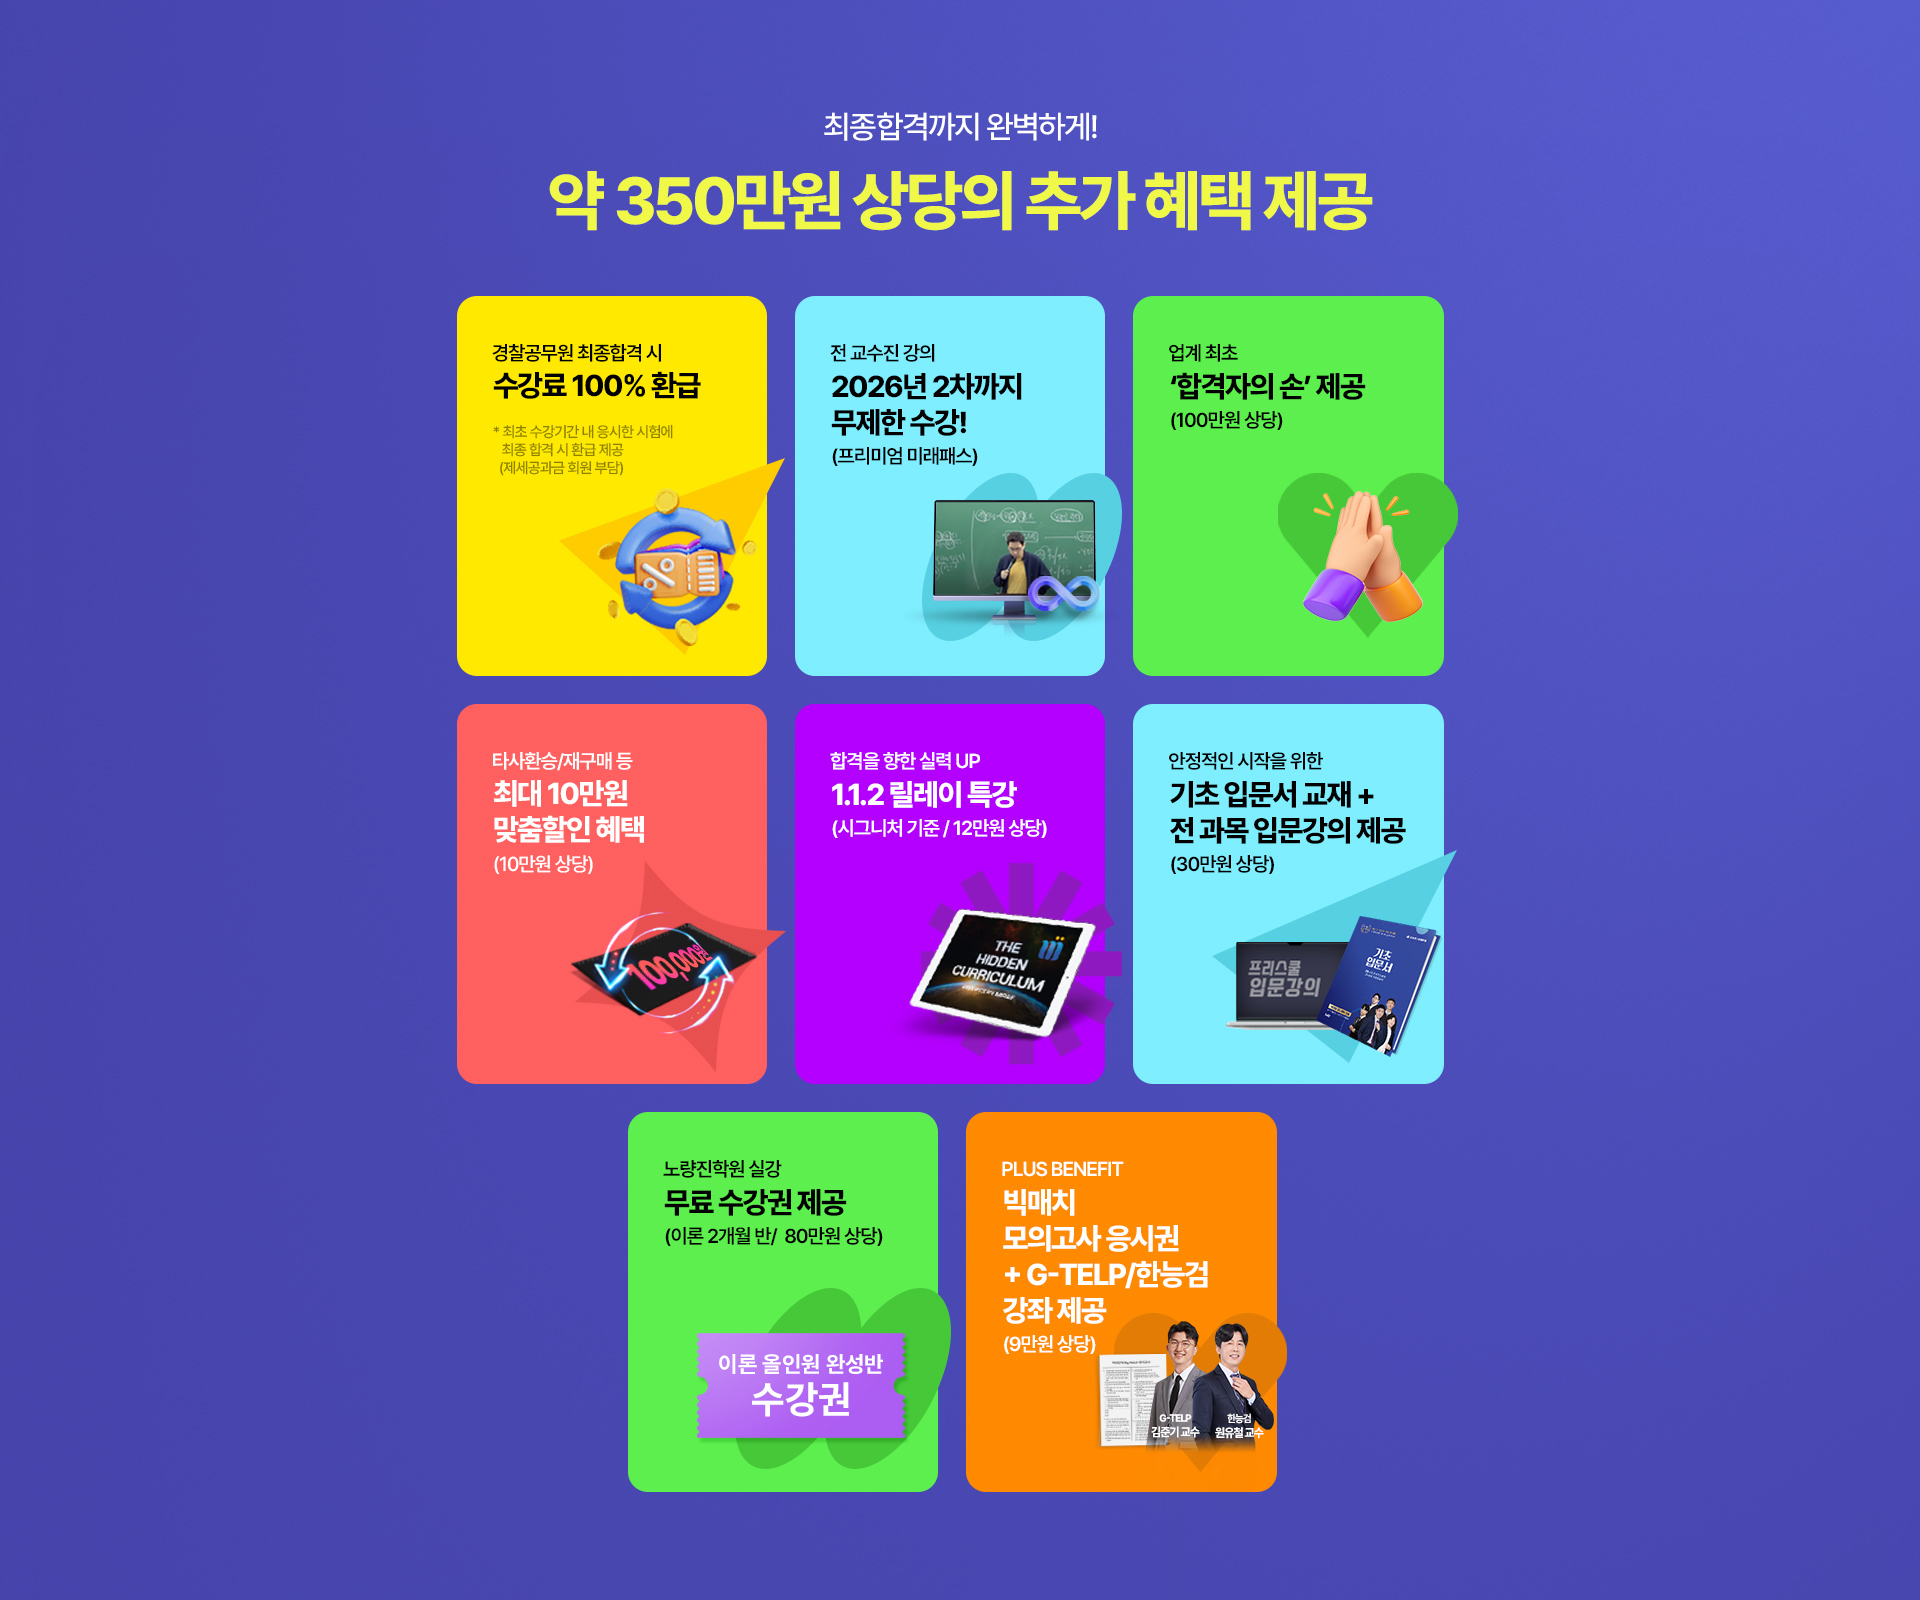 최종합격까지 완벽하게!
약 350만원 상당의 추가 혜택 제공
경찰공무원 최종합격 시
수강료 100% 환급
* 최초 수강기간 내 응시한 시험에
최종 합격 시 환급 제공
(제세공과금 회원 부담)
전 교수진 강의
2026년 2차까지
무제한 수강!
(프리미엄 미래패스)
업계 최초
‘합격자의 손’ 제공
(100만원 상당)
타사환승/재구매 등
최대 10만원
맞춤할인 혜택
(10만원 상당)
100,000원
합격을 향한 실력 UP
1.1.2 릴레이 특강
(시그니처 기준 / 12만원 상당)
THE
HIDDEN
CURRICULUM
안정적인 시작을 위한
기초 입문서 교재 +
전 과목 입문강의 제공
(30만원 상당)
프리스쿨
입문강의
기초
입문서
노량진학원 실강
무료 수강권 제공
(이론 2개월 반/ 80만원 상당)
이론 올인원 완성반
수강권
PLUS BENEFIT
빅매치
모의고사 응시권
+ G-TELP/한능검
강좌 제공
(9만원 상당)
G-TELP
김준기 교수
한능검
원유철 교수